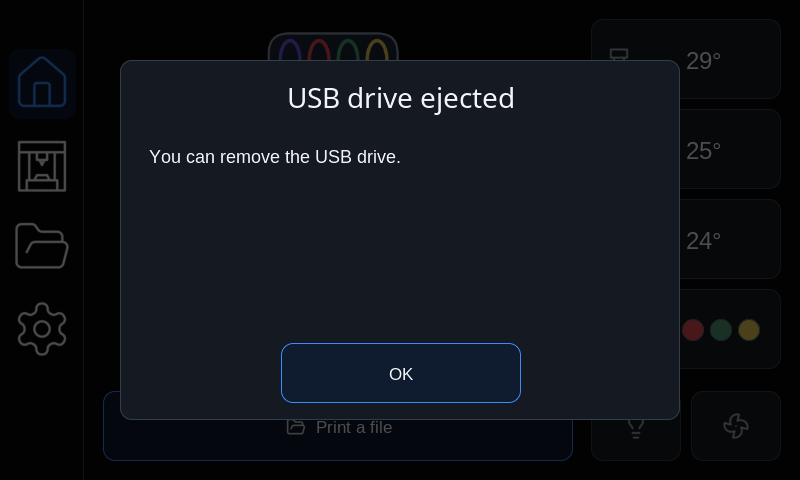 USB drive ejected
You can remove the USB drive.
OK
29°
25°
24°
Print a file